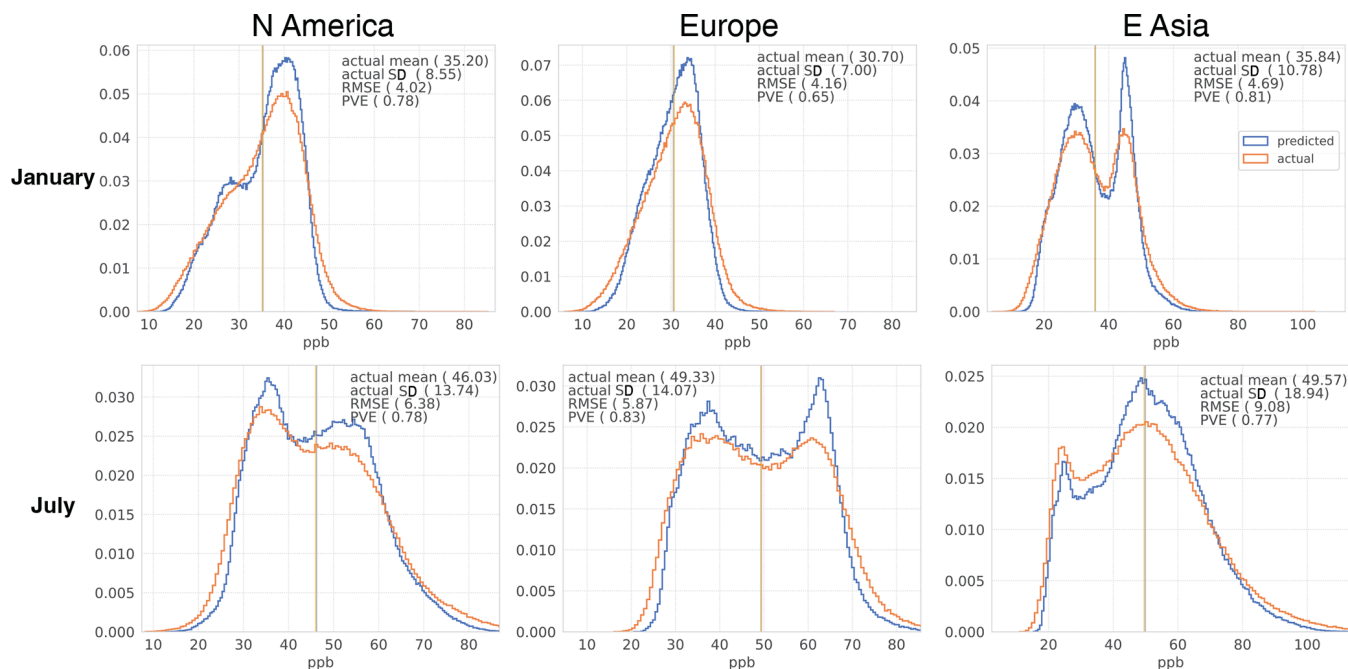 N America
Europe
E Asia
January
0.06
0.05
0.04
0.03
0.02
0.01
0.00
actual mean ( 35.20)
actual SD ( 8.55)
RMSE ( 4.02)
PVE ( 0.78)
10 20 30 40 50 60 70 80
ppb
0.07
0.06
0.05
0.04
0.03
0.02
0.01
0.00
actual mean ( 30.70)
actual SD ( 7.00)
RMSE ( 4.16)
PVE ( 0.65)
10 20 30 40 50 60 70 80
ppb
0.05
0.04
0.03
0.02
0.01
0.00
actual mean ( 35.84)
actual SD ( 10.78)
RMSE ( 4.69)
PVE ( 0.81)
predicted
actual
20 40 60 80 100
ppb
July
0.030
0.025
0.020
0.015
0.010
0.005
0.000
actual mean ( 46.03)
actual SD ( 13.74)
RMSE ( 6.38)
PVE ( 0.78)
10 20 30 40 50 60 70 80
ppb
0.030
0.025
0.020
0.015
0.010
0.005
0.000
actual mean ( 49.33)
actual SD ( 14.07)
RMSE ( 5.87)
PVE ( 0.83)
10 20 30 40 50 60 70 80
ppb
0.025
0.020
0.015
0.010
0.005
0.000
actual mean ( 49.57)
actual SD ( 18.94)
RMSE ( 9.08)
PVE ( 0.77)
20 40 60 80 100
ppb